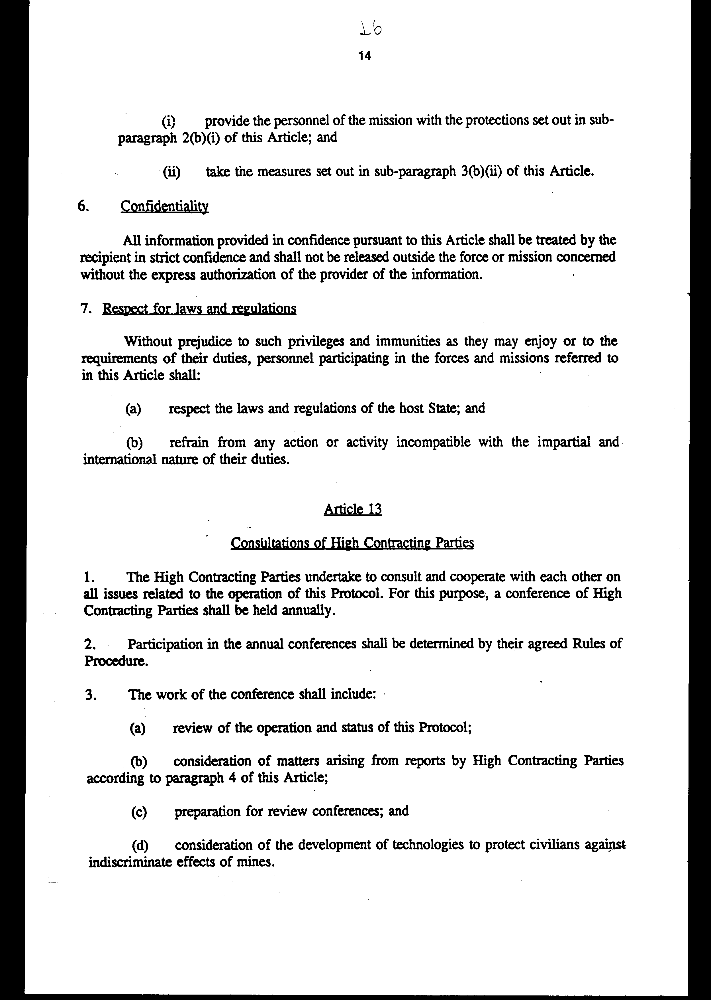 16
14
(i) provide the personnel of the mission with the protections set out in sub-
paragraph 2(b)(i) of this Article; and
(ii) take the measures set out in sub-paragraph 3(b)(ii) of this Article.
6. Confidentiality
All information provided in confidence pursuant to this Article shall be treated by the
recipient in strict confidence and shall not be released outside the force or mission concerned
without the express authorization of the provider of the information.
7. Respect for laws and regulations
Without prejudice to such privileges and immunities as they may enjoy or to the
requirements of their duties, personnel participating in the forces and missions referred to
in this Article shall:
(a) respect the laws and regulations of the host State; and
(b) refrain from any action or activity incompatible with the impartial and
international nature of their duties.
Article 13
Consultations of High Contracting Parties
1. The High Contracting Parties undertake to consult and cooperate with each other on
all issues related to the operation of this Protocol. For this purpose, a conference of High
Contracting Parties shall be held annually.
2. Participation in the annual conferences shall be determined by their agreed Rules of
Procedure.
3. The work of the conference shall include:
(a) review of the operation and status of this Protocol;
(b) consideration of matters arising from reports by High Contracting Parties
according to paragraph 4 of this Article;
(c) preparation for review conferences; and
(d) consideration of the development of technologies to protect civilians against
indiscriminate effects of mines.